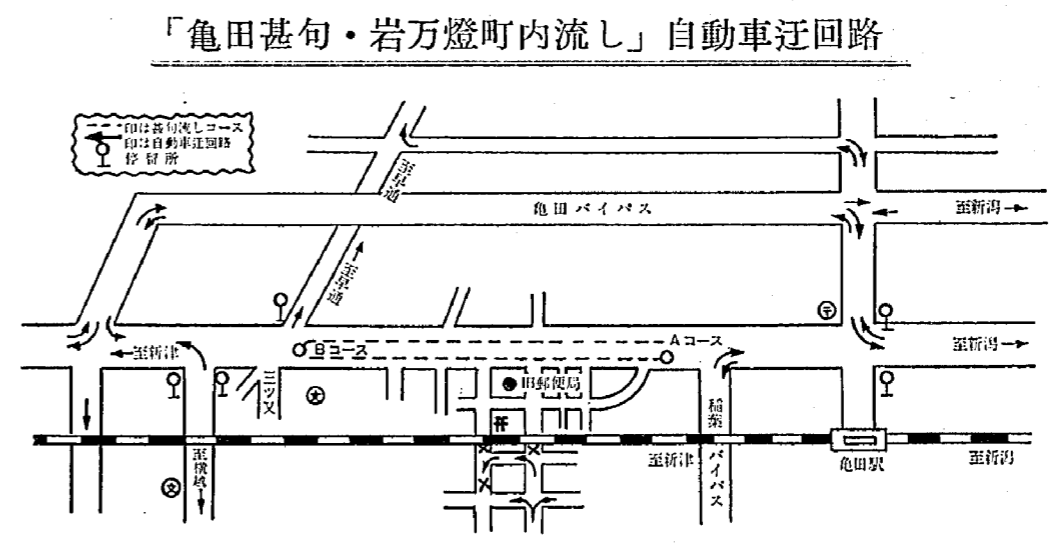 「亀田甚句・岩万燈町内流し」自動車迂回路
印は甚句流しコース
印は自動車迂回路
停留所
至早通
亀田バイパス
至新潟
至早通
〒
Aコース
Bコース
至新津
至新潟
三ツ又
文
旧郵便局
稲葉バイパス
至横越
至新津
亀田駅
至新潟
文